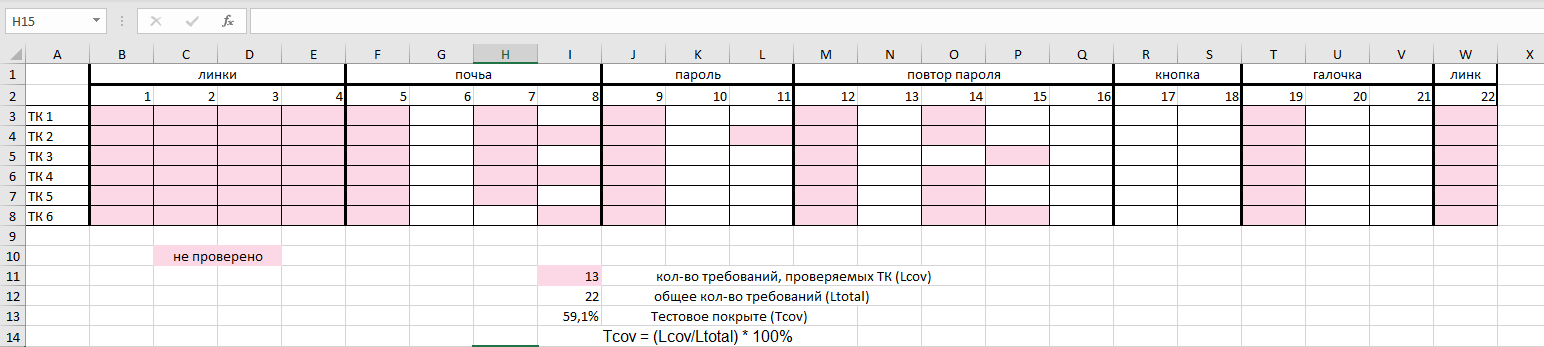 H15 fx
A B C D E F G H I J K L M N O P Q R S T U V W X
1 линки почьа пароль повтор пароля кнопка галочка линк
2 1 2 3 4 5 6 7 8 9 10 11 12 13 14 15 16 17 18 19 20 21 22
3 ТК 1
4 ТК 2
5 ТК 3
6 ТК 4
7 ТК 5
8 ТК 6
9
10 не проверено
11 13 кол-во требований, проверяемых ТК (Lcov)
12 22 общее кол-во требований (Ltotal)
13 59,1% Тестовое покрыте (Tcov)
14 Tcov = (Lcov/Ltotal) * 100%